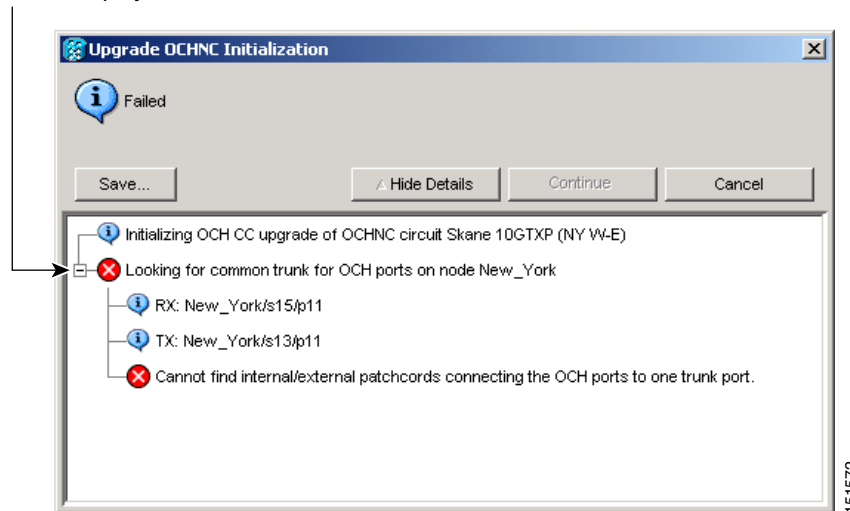 Upgrade OCHNC Initialization
Failed
Save...
Hide Details
Continue
Cancel
Initializing OCH CC upgrade of OCHNC circuit Skane 10GTXP (NY W-E)
Looking for common trunk for OCH ports on node New_York
RX: New_York/s15/p11
TX: New_York/s13/p11
Cannot find internal/external patchcords connecting the OCH ports to one trunk port.